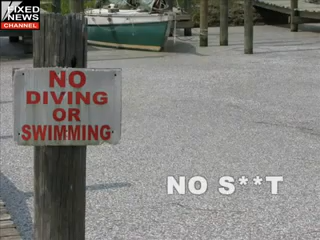 FIXED
NEWS
CHANNEL
NO
DIVING
OR
SWIMMING
NO S**T